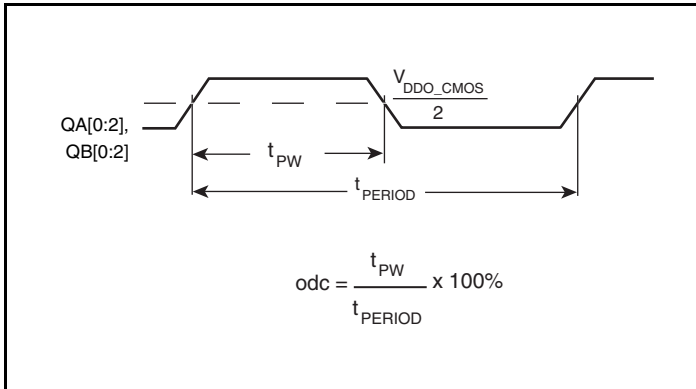 V_DDO_CMOS
2
QA[0:2],
QB[0:2]
t_PW
t_PERIOD
odc = t_PW / t_PERIOD x 100%